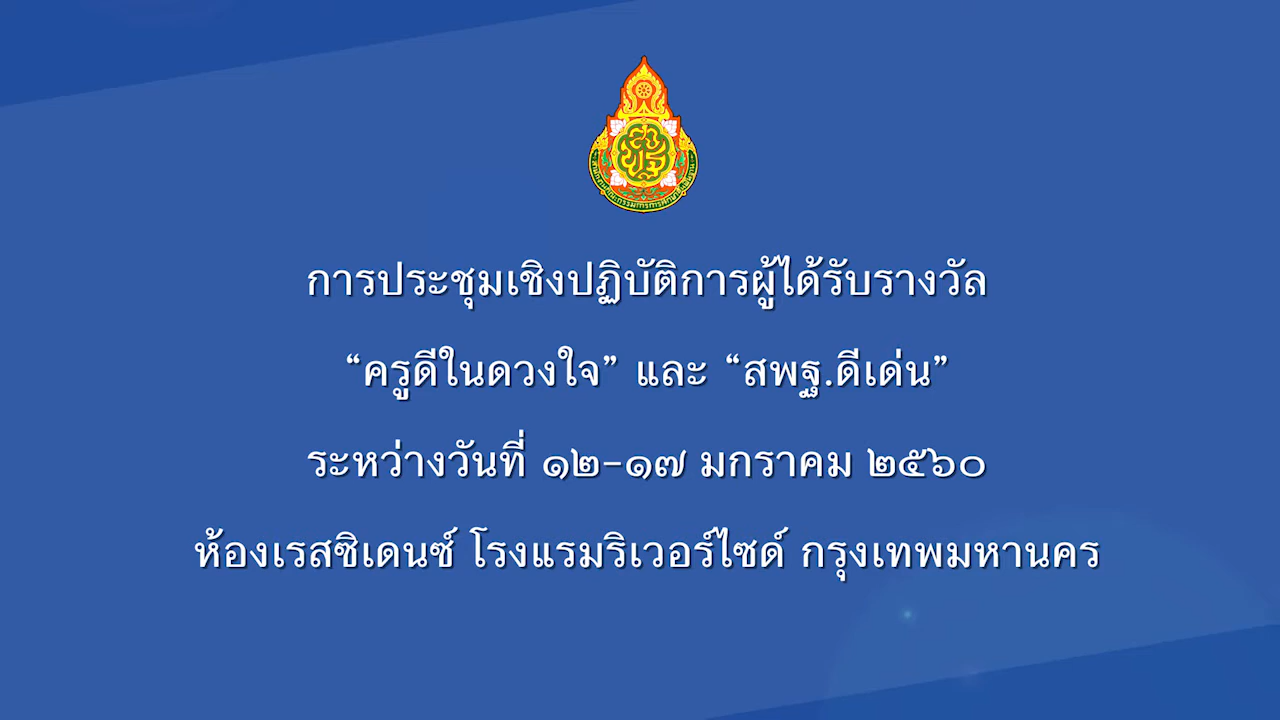 การประชุมเชิงปฏิบัติการผู้ได้รับรางวัล
“ครูดีในดวงใจ” และ “สพฐ.ดีเด่น”
ระหว่างวันที่ ๑๒-๑๗ มกราคม ๒๕๖๐
ห้องเรสซิเดนซ์ โรงแรมริเวอร์ไซด์ กรุงเทพมหานคร